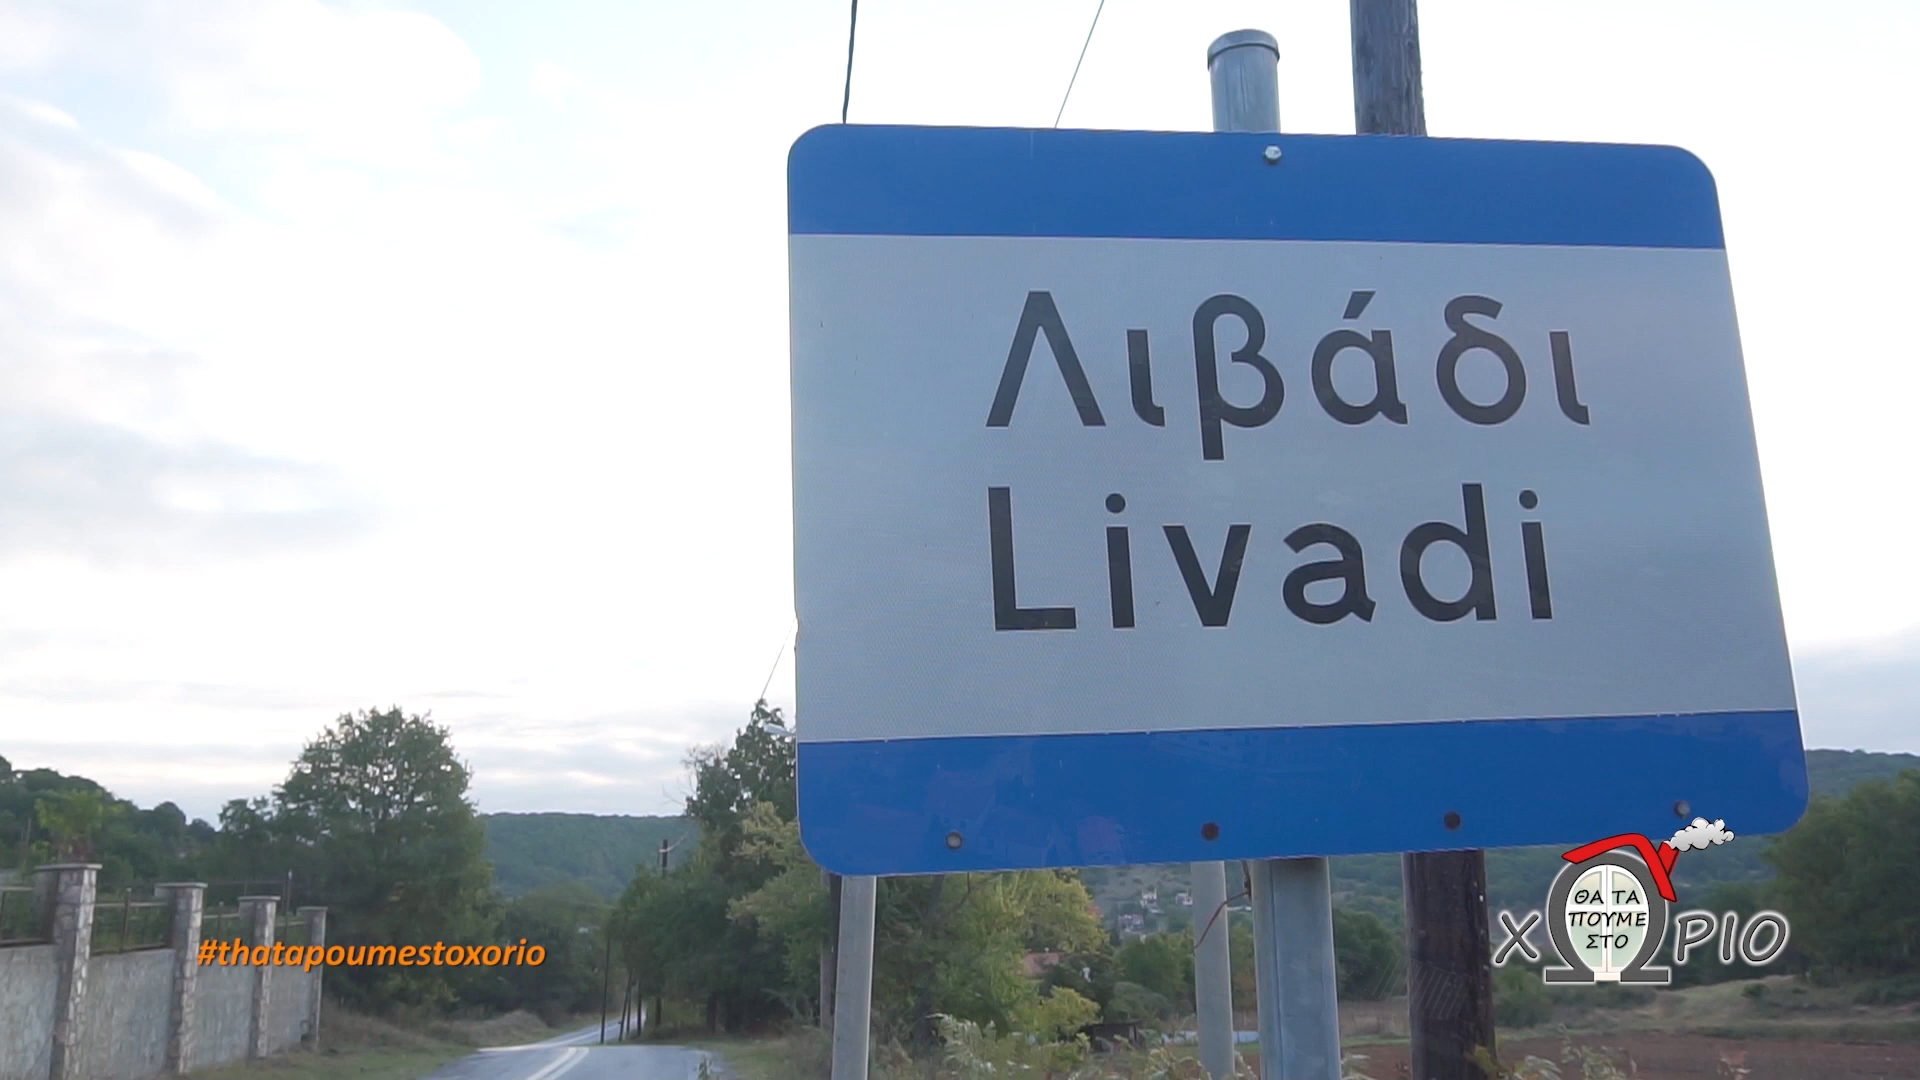 Λιβάδι
Livadi
#thatapoumestoxorio
ΘΑ ΤΑ
ΠΟΥΜΕ
ΣΤΟ
ΧΩΡΙΟ